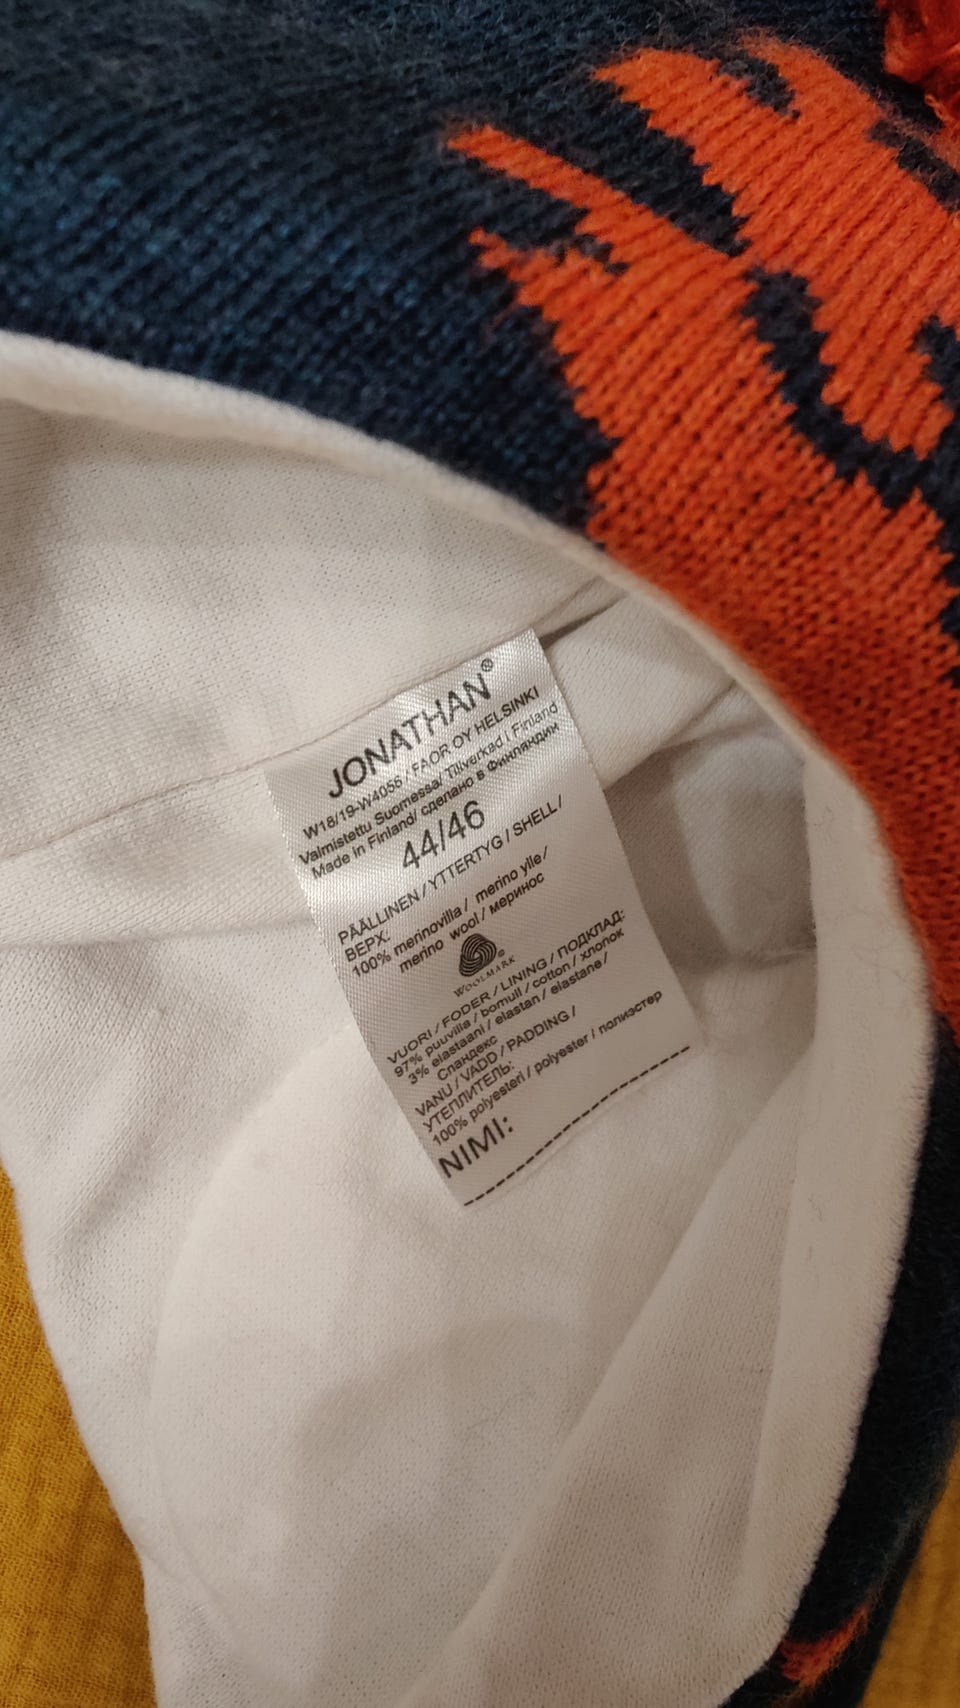 JONATHAN®
W18/19-W4056 / FAOR OY HELSINKI
Valmistettu Suomessa/ Tillverkad i Finland
Made in Finland/ сделано в Финляндии
44/46
PÄÄLLINEN / YTTERTYG / SHELL /
ВЕРХ:
100% merinovilla / merino ylle /
merino wool / меринос
WOOLMARK
VUORI / FODER / LINING / ПОДКЛАД:
97% puuvilla / bomull / cotton / хлопок
3% elastaani / elastan / elastane /
Спандекс
VANU / VADD / PADDING /
УТЕПЛИТЕЛЬ:
100% polyesteri / polyester / полиэстер
NIMI: